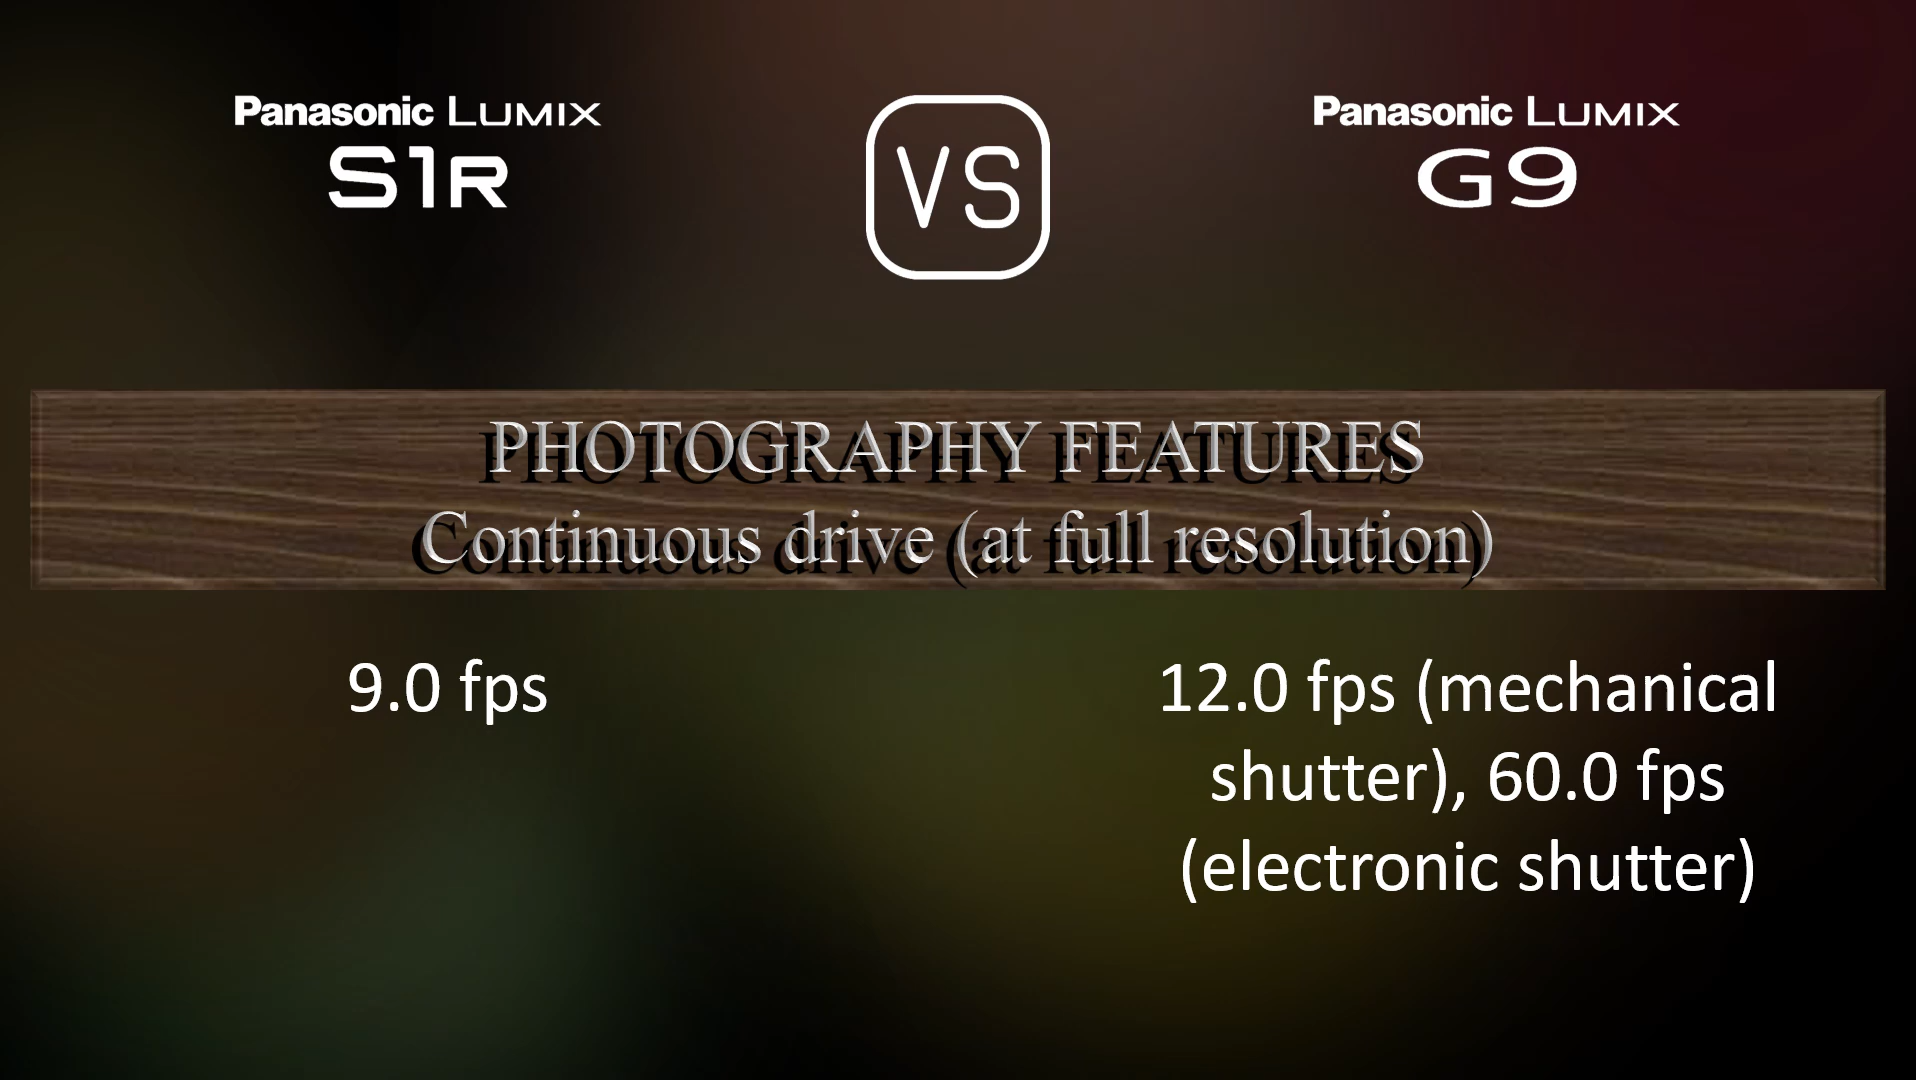 Panasonic LUMIX
S1R
VS
Panasonic LUMIX
G9
PHOTOGRAPHY FEATURES
Continuous drive (at full resolution)
9.0 fps
12.0 fps (mechanical
shutter), 60.0 fps
(electronic shutter)